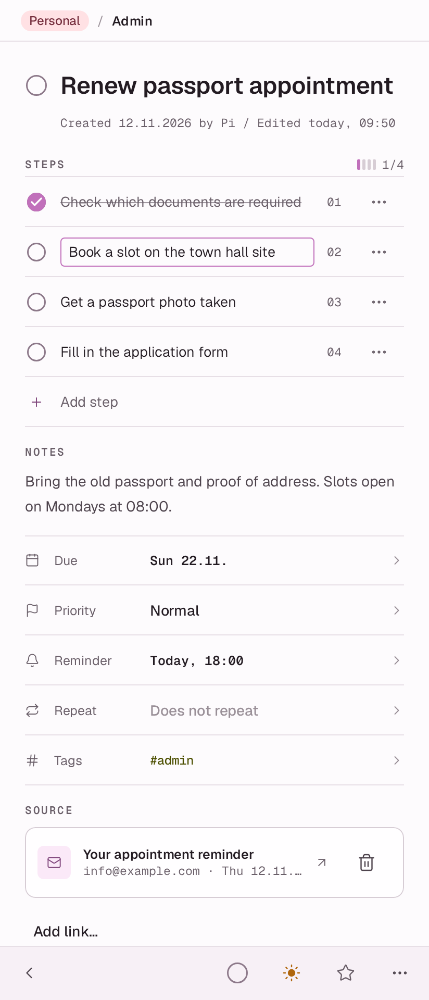 Personal / Admin
Renew passport appointment
Created 12.11.2026 by Pi / Edited today, 09:50
STEPS 1/4
Check which documents are required 01
Book a slot on the town hall site 02
Get a passport photo taken 03
Fill in the application form 04
+ Add step
NOTES
Bring the old passport and proof of address. Slots open
on Mondays at 08:00.
Due Sun 22.11.
Priority Normal
Reminder Today, 18:00
Repeat Does not repeat
Tags #admin
SOURCE
Your appointment reminder
info@example.com · Thu 12.11.…
Add link…